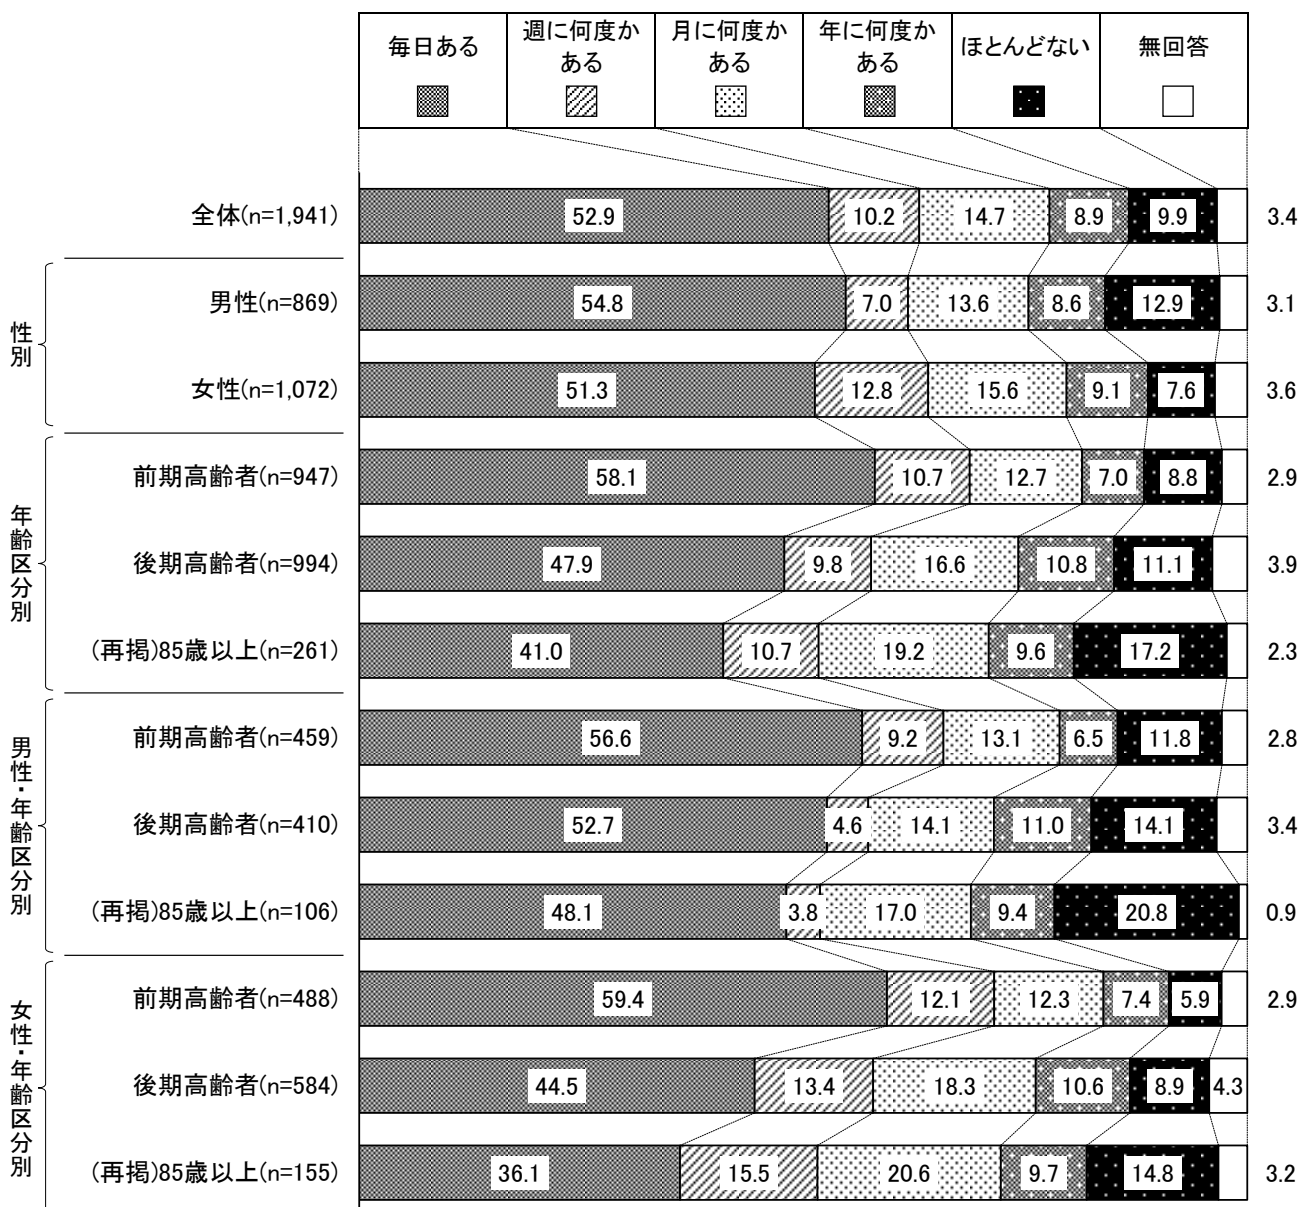 毎日ある
週に何度か
ある
月に何度か
ある
年に何度か
ある
ほとんどない
無回答
全体(n=1,941)
52.9
10.2
14.7
8.9
9.9
3.4
性別
男性(n=869)
54.8
7.0
13.6
8.6
12.9
3.1
女性(n=1,072)
51.3
12.8
15.6
9.1
7.6
3.6
年齢区分別
前期高齢者(n=947)
58.1
10.7
12.7
7.0
8.8
2.9
後期高齢者(n=994)
47.9
9.8
16.6
10.8
11.1
3.9
(再掲)85歳以上(n=261)
41.0
10.7
19.2
9.6
17.2
2.3
男性・年齢区分別
前期高齢者(n=459)
56.6
9.2
13.1
6.5
11.8
2.8
後期高齢者(n=410)
52.7
4.6
14.1
11.0
14.1
3.4
(再掲)85歳以上(n=106)
48.1
3.8
17.0
9.4
20.8
0.9
女性・年齢区分別
前期高齢者(n=488)
59.4
12.1
12.3
7.4
5.9
2.9
後期高齢者(n=584)
44.5
13.4
18.3
10.6
8.9
4.3
(再掲)85歳以上(n=155)
36.1
15.5
20.6
9.7
14.8
3.2